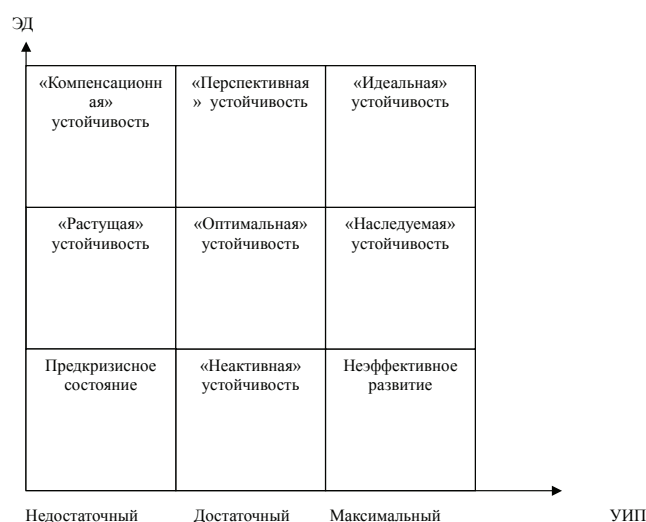 ЭД
«Компенсационн
ая»
устойчивость
«Перспективная
» устойчивость
«Идеальная»
устойчивость
«Растущая»
устойчивость
«Оптимальная»
устойчивость
«Наследуемая»
устойчивость
Предкризисное
состояние
«Неактивная»
устойчивость
Неэффективное
развитие
Недостаточный Достаточный Максимальный УИП